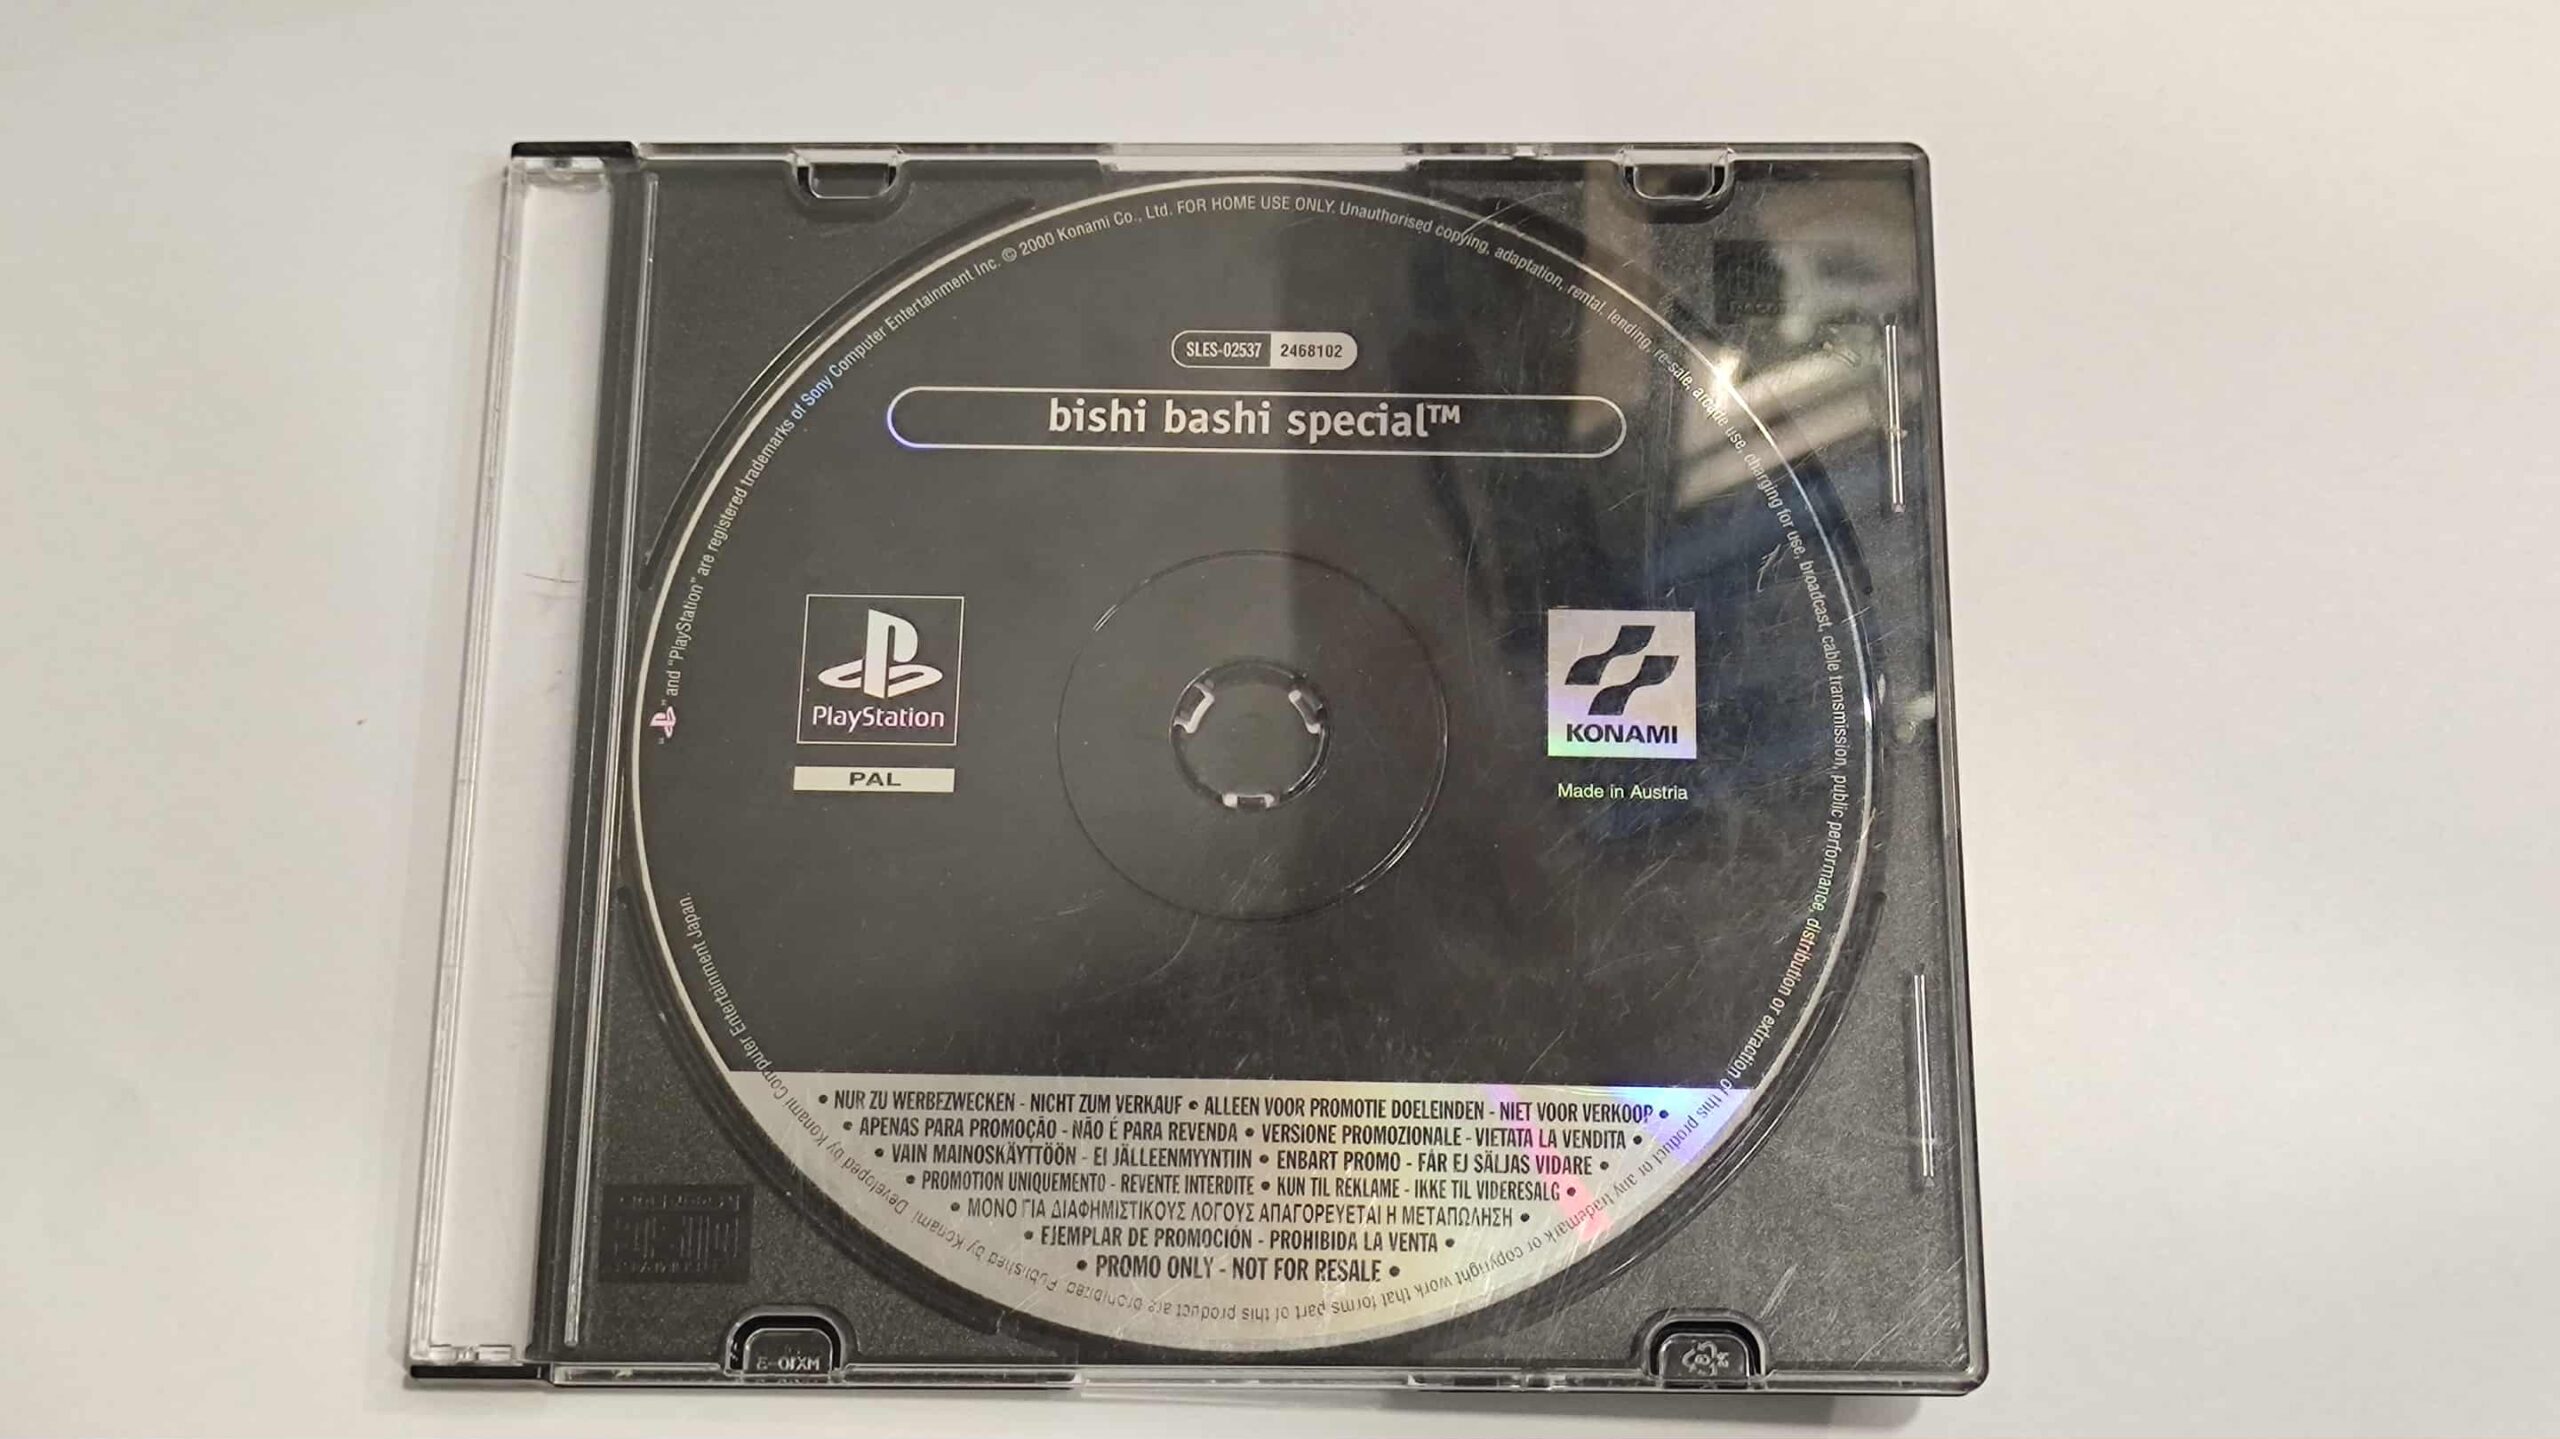 SLES-02537 2468102
bishi bashi special™
PlayStation
PAL
KONAMI
Made in Austria
• NUR ZU WERBEZWECKEN - NICHT ZUM VERKAUF • ALLEEN VOOR PROMOTIE DOELEINDEN - NIET VOOR VERKOOP •
• APENAS PARA PROMOÇÃO - NÃO É PARA REVENDA • VERSIONE PROMOZIONALE - VIETATA LA VENDITA •
• VAIN MAINOSKÄYTTÖÖN - EI JÄLLEENMYYNTIIN • ENBART PROMO - FÅR EJ SÄLJAS VIDARE •
• PROMOTION UNIQUEMENTO - REVENTE INTERDITE • KUN TIL REKLAME - IKKE TIL VIDERESALG •
• ΜΟΝΟ ΓΙΑ ΔΙΑΦΗΜΙΣΤΙΚΟΥΣ ΛΟΓΟΥΣ ΑΠΑΓΟΡΕΥΕΤΑΙ Η ΜΕΤΑΠΩΛΗΣΗ •
• EJEMPLAR DE PROMOCIÓN - PROHIBIDA LA VENTA •
• PROMO ONLY - NOT FOR RESALE •
" " and "PlayStation" are registered trademarks of Sony Computer Entertainment Inc. © 2000 Konami Co., Ltd. FOR HOME USE ONLY. Unauthorised copying, adaptation, rental, lending, re-sale, arcade use, charging for use, broadcast, cable transmission, public performance, distribution or extraction of this product or any trademark or copyright work that forms part of this product are prohibited. Published by Konami. Developed by Konami Computer Entertainment Japan.
MX10-3